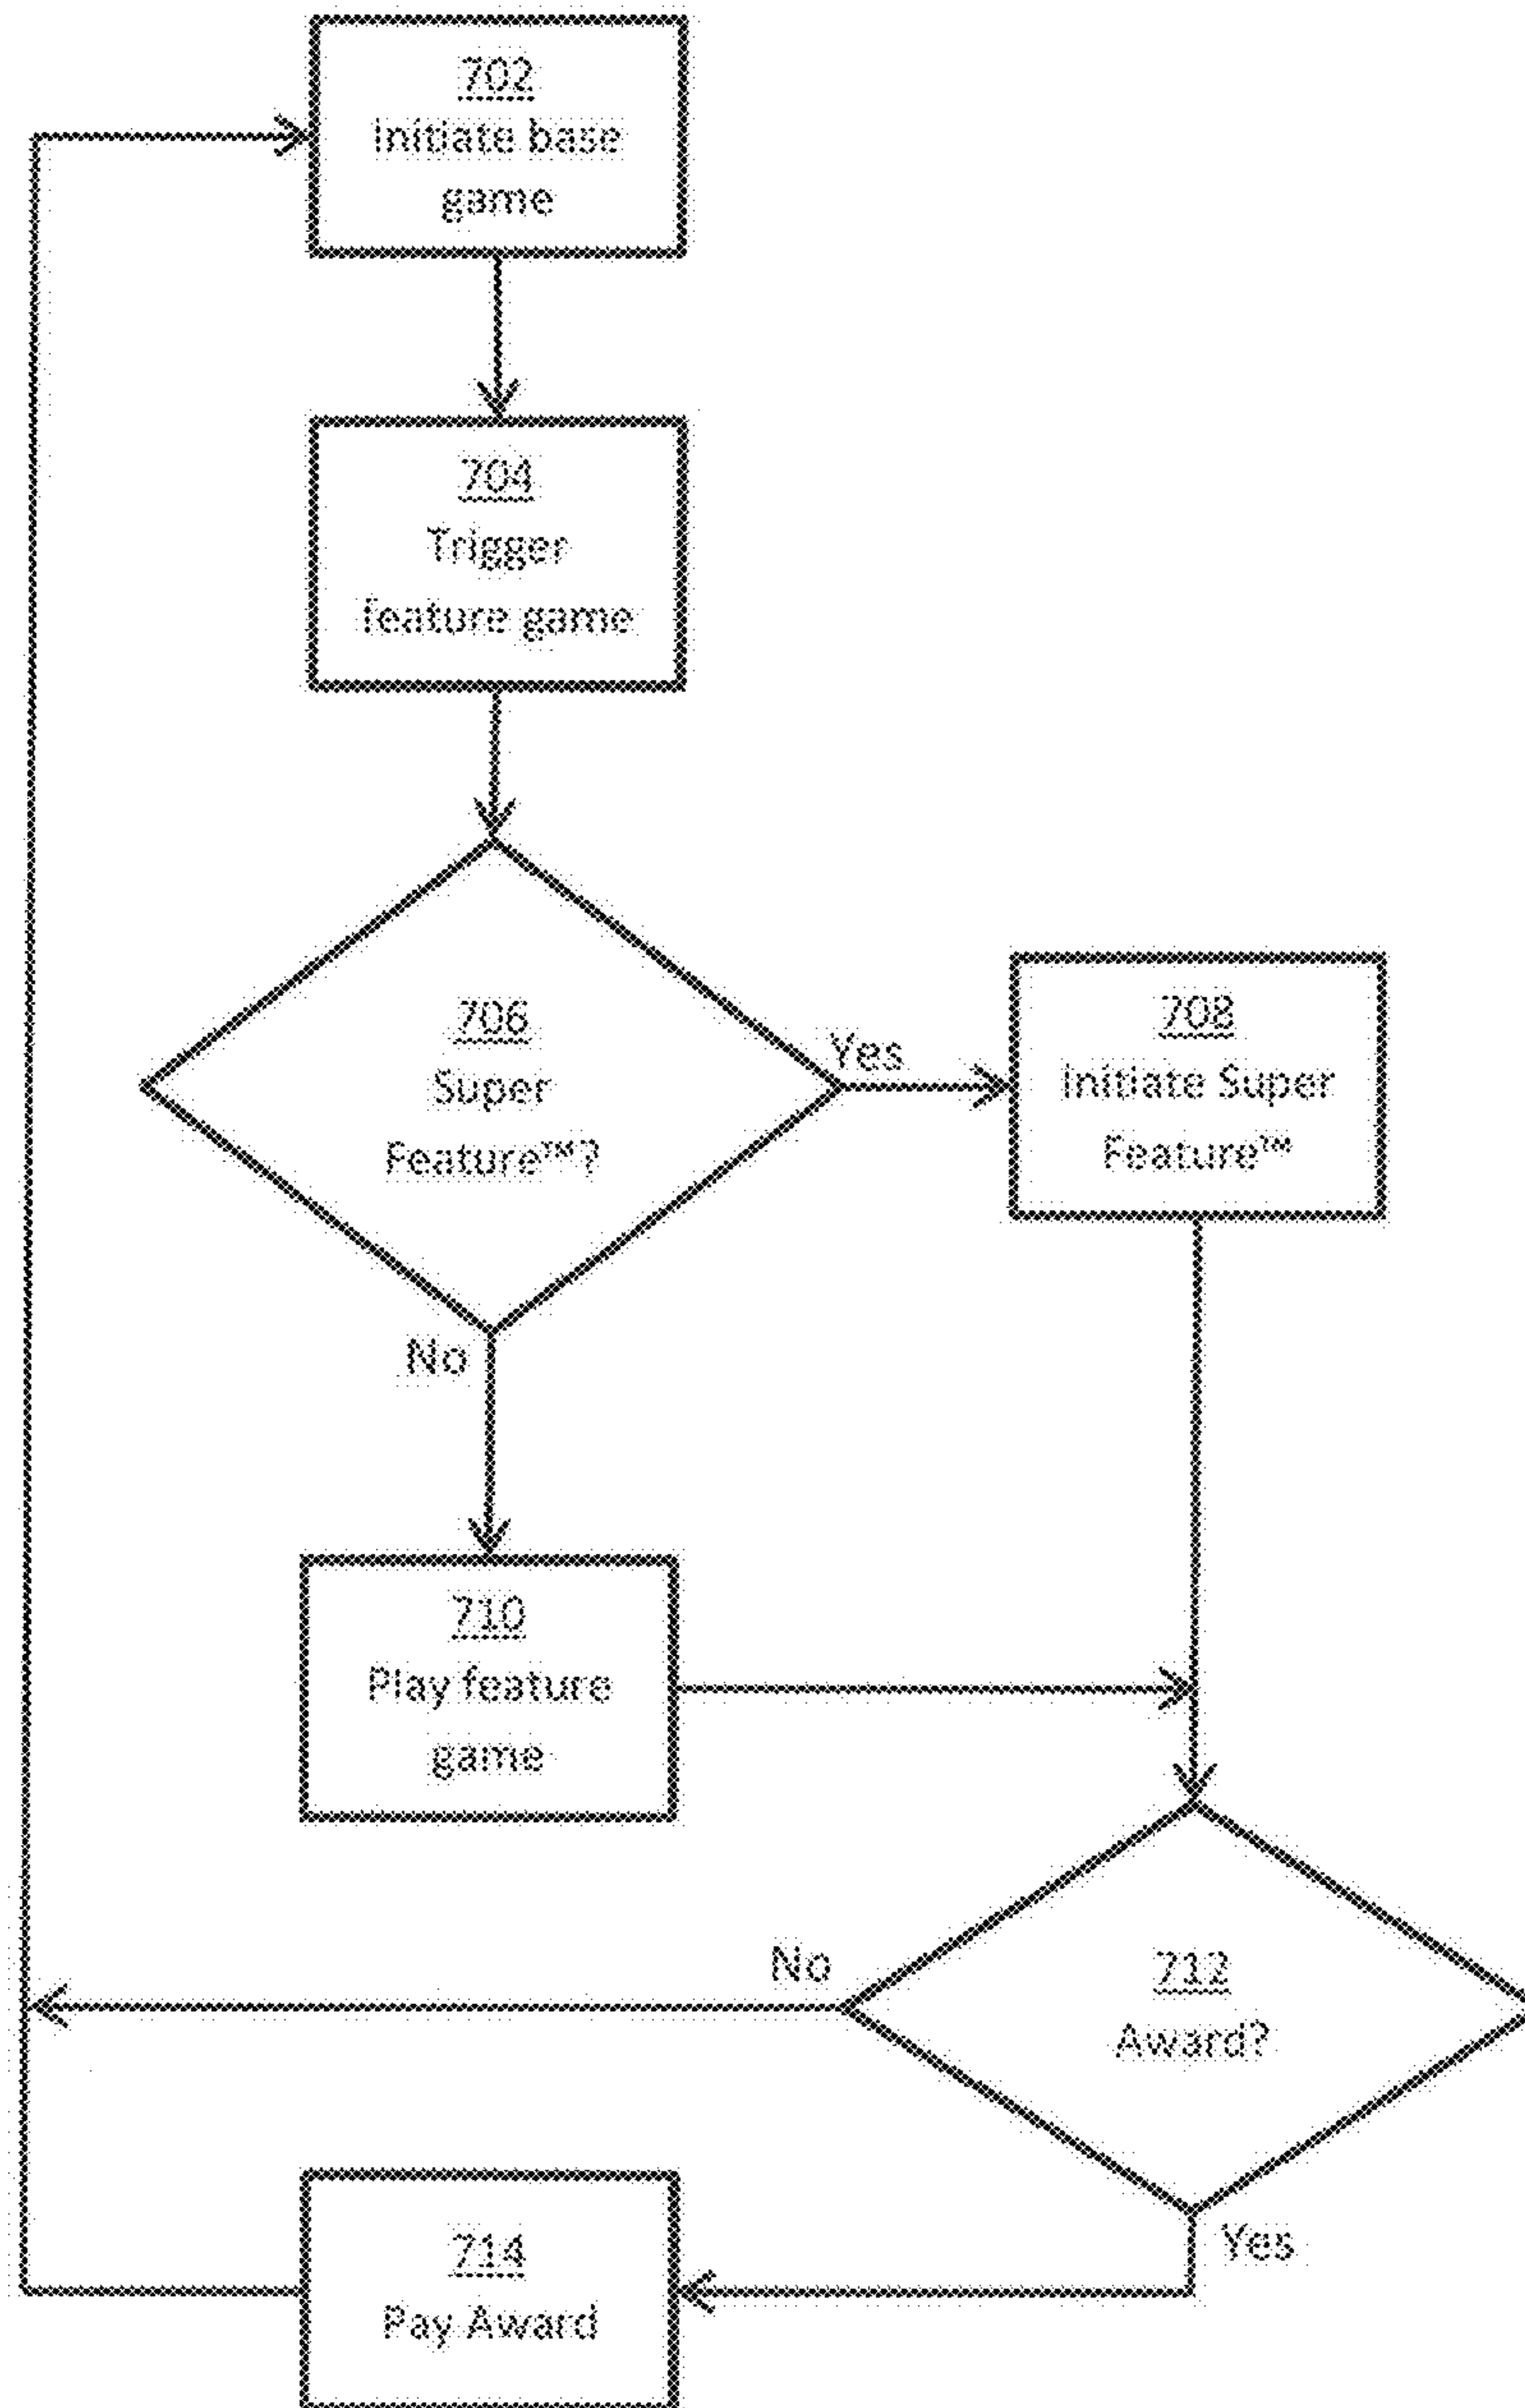 702
Initiate base
game
704
Trigger
feature game
706
Super
Feature™?
Yes
708
Initiate Super
Feature™
No
710
Play feature
game
No
712
Award?
Yes
714
Pay Award